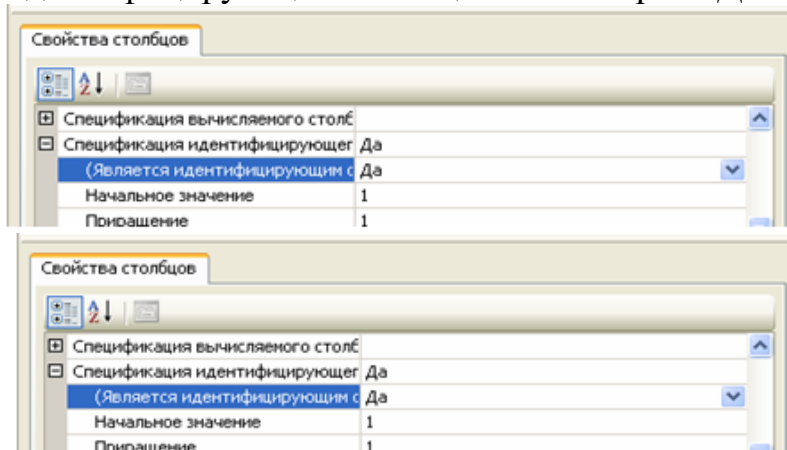 Свойства столбцов
Спецификация вычисляемого столб
Спецификация идентифицирующег Да
(Является идентифицирующим с Да
Начальное значение 1
Приращение 1
Свойства столбцов
Спецификация вычисляемого столб
Спецификация идентифицирующег Да
(Является идентифицирующим с Да
Начальное значение 1
Приращение 1